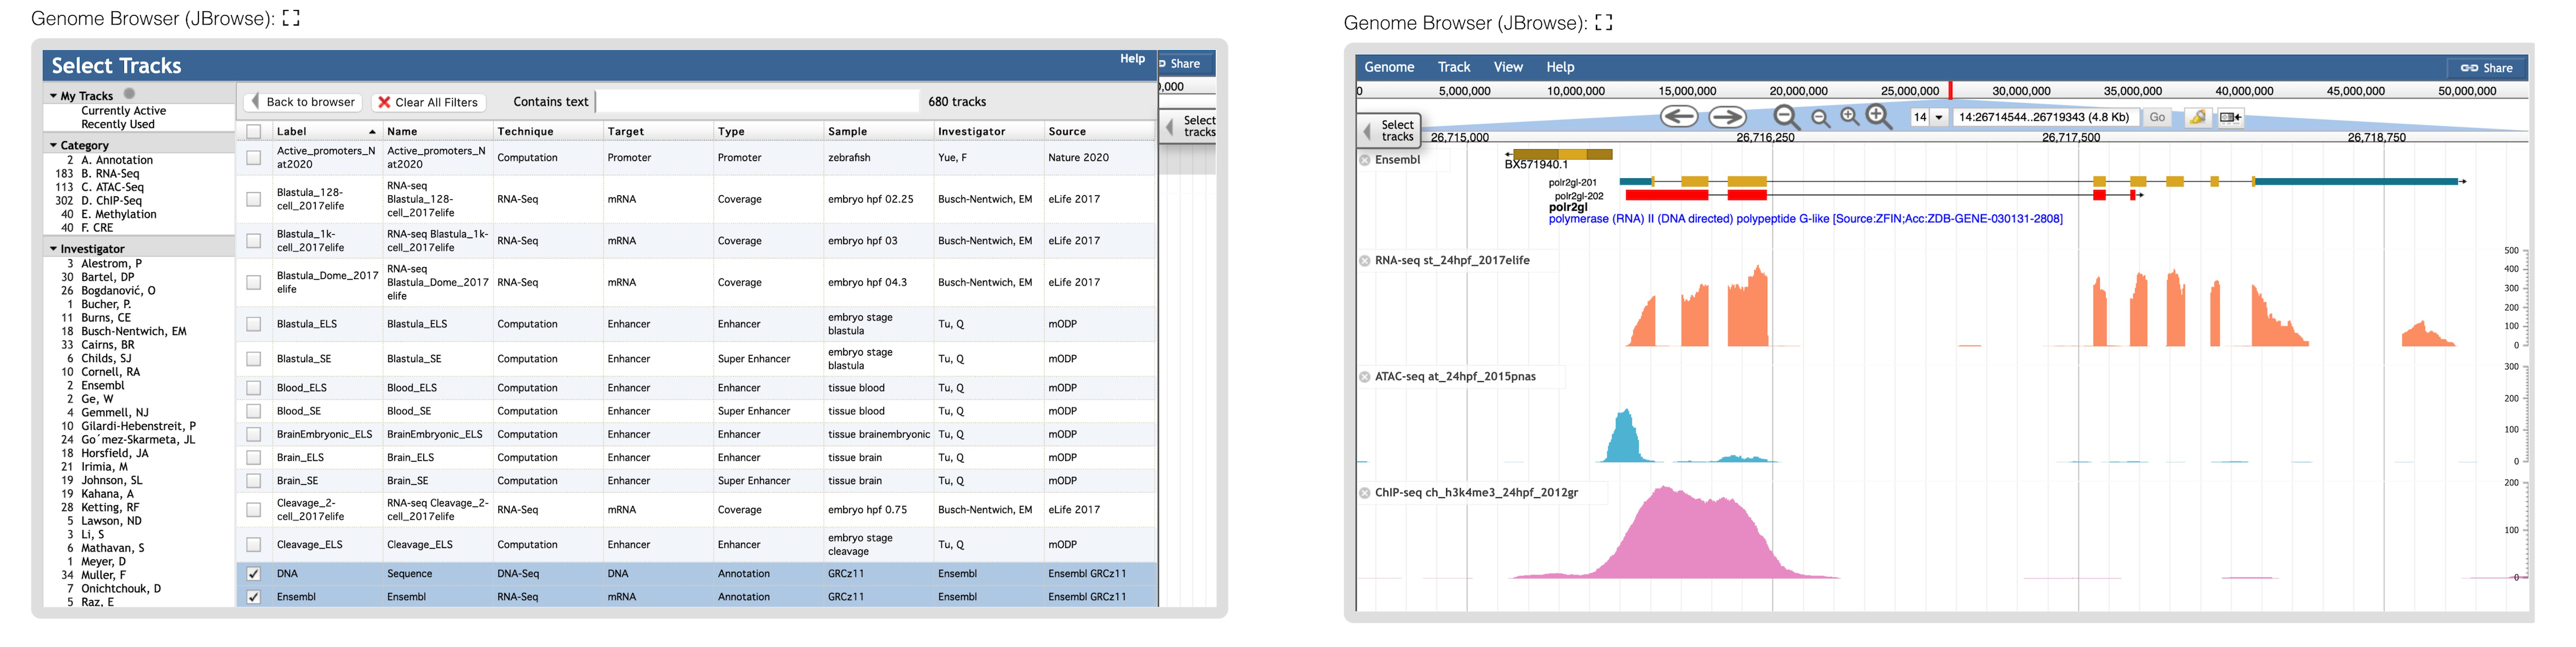 Genome Browser (JBrowse):
Select Tracks
Help
Share
,000
Select
tracks
My Tracks
Currently Active
Recently Used
Category
2 A. Annotation
183 B. RNA-Seq
113 C. ATAC-Seq
302 D. ChIP-Seq
40 E. Methylation
40 F. CRE
Investigator
3 Alestrom, P
30 Bartel, DP
26 Bogdanović, O
1 Bucher, P.
11 Burns, CE
18 Busch-Nentwich, EM
33 Cairns, BR
6 Childs, SJ
10 Cornell, RA
2 Ensembl
2 Ge, W
4 Gemmell, NJ
10 Gilardi-Hebenstreit, P
24 Go´mez-Skarmeta, JL
18 Horsfield, JA
21 Irimia, M
19 Johnson, SL
19 Kahana, A
28 Ketting, RF
5 Lawson, ND
3 Li, S
6 Mathavan, S
1 Meyer, D
34 Muller, F
7 Onichtchouk, D
5 Raz, E
Back to browser Clear All Filters Contains text 680 tracks
Label Name Technique Target Type Sample Investigator Source
Active_promoters_N Active_promoters_N Computation Promoter Promoter zebrafish Yue, F Nature 2020
at2020 at2020
Blastula_128- RNA-seq RNA-Seq mRNA Coverage embryo hpf 02.25 Busch-Nentwich, EM eLife 2017
cell_2017elife Blastula_128-
cell_2017elife
Blastula_1k- RNA-seq Blastula_1k- RNA-Seq mRNA Coverage embryo hpf 03 Busch-Nentwich, EM eLife 2017
cell_2017elife cell_2017elife
Blastula_Dome_2017 RNA-seq RNA-Seq mRNA Coverage embryo hpf 04.3 Busch-Nentwich, EM eLife 2017
elife Blastula_Dome_2017
elife
Blastula_ELS Blastula_ELS Computation Enhancer Enhancer embryo stage Tu, Q mODP
blastula
Blastula_SE Blastula_SE Computation Enhancer Super Enhancer embryo stage Tu, Q mODP
blastula
Blood_ELS Blood_ELS Computation Enhancer Enhancer tissue blood Tu, Q mODP
Blood_SE Blood_SE Computation Enhancer Super Enhancer tissue blood Tu, Q mODP
BrainEmbryonic_ELS BrainEmbryonic_ELS Computation Enhancer Enhancer tissue brainembryonic Tu, Q mODP
Brain_ELS Brain_ELS Computation Enhancer Enhancer tissue brain Tu, Q mODP
Brain_SE Brain_SE Computation Enhancer Super Enhancer tissue brain Tu, Q mODP
Cleavage_2- RNA-seq Cleavage_2- RNA-Seq mRNA Coverage embryo hpf 0.75 Busch-Nentwich, EM eLife 2017
cell_2017elife cell_2017elife
Cleavage_ELS Cleavage_ELS Computation Enhancer Enhancer embryo stage Tu, Q mODP
cleavage
DNA Sequence DNA-Seq DNA Annotation GRCz11 Ensembl Ensembl GRCz11
Ensembl Ensembl RNA-Seq mRNA Annotation GRCz11 Ensembl Ensembl GRCz11
Genome Browser (JBrowse):
Genome Track View Help Share
0 5,000,000 10,000,000 15,000,000 20,000,000 25,000,000 30,000,000 35,000,000 40,000,000 45,000,000 50,000,000
Select
tracks
14 14:26714544..26719343 (4.8 Kb) Go
26,715,000 26,716,250 26,717,500 26,718,750
Ensembl
BX571940.1
polr2gl-201
polr2gl-202
polr2gl
polymerase (RNA) II (DNA directed) polypeptide G-like [Source:ZFIN;Acc:ZDB-GENE-030131-2808]
RNA-seq st_24hpf_2017elife
500
400
300
200
100
0
ATAC-seq at_24hpf_2015pnas
300
200
100
0
ChIP-seq ch_h3k4me3_24hpf_2012gr
200
100
0